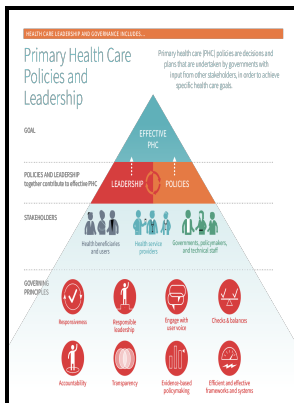 HEALTH CARE LEADERSHIP AND GOVERNANCE INCLUDES...
Primary Health Care
Policies and
Leadership
Primary health care (PHC) policies are decisions and
plans that are undertaken by governments with
input from other stakeholders, in order to achieve
specific health care goals.
GOAL
EFFECTIVE
PHC
POLICIES AND LEADERSHIP
together contribute to effective PHC
LEADERSHIP
POLICIES
STAKEHOLDERS
Health beneficiaries
and users
Health service
providers
Governments, policymakers,
and technical staff
GOVERNING
PRINCIPLES
Responsiveness
Responsible
leadership
Engage with
user voice
Checks & balances
Accountability
Transparency
Evidence-based
policymaking
Efficient and effective
frameworks and systems